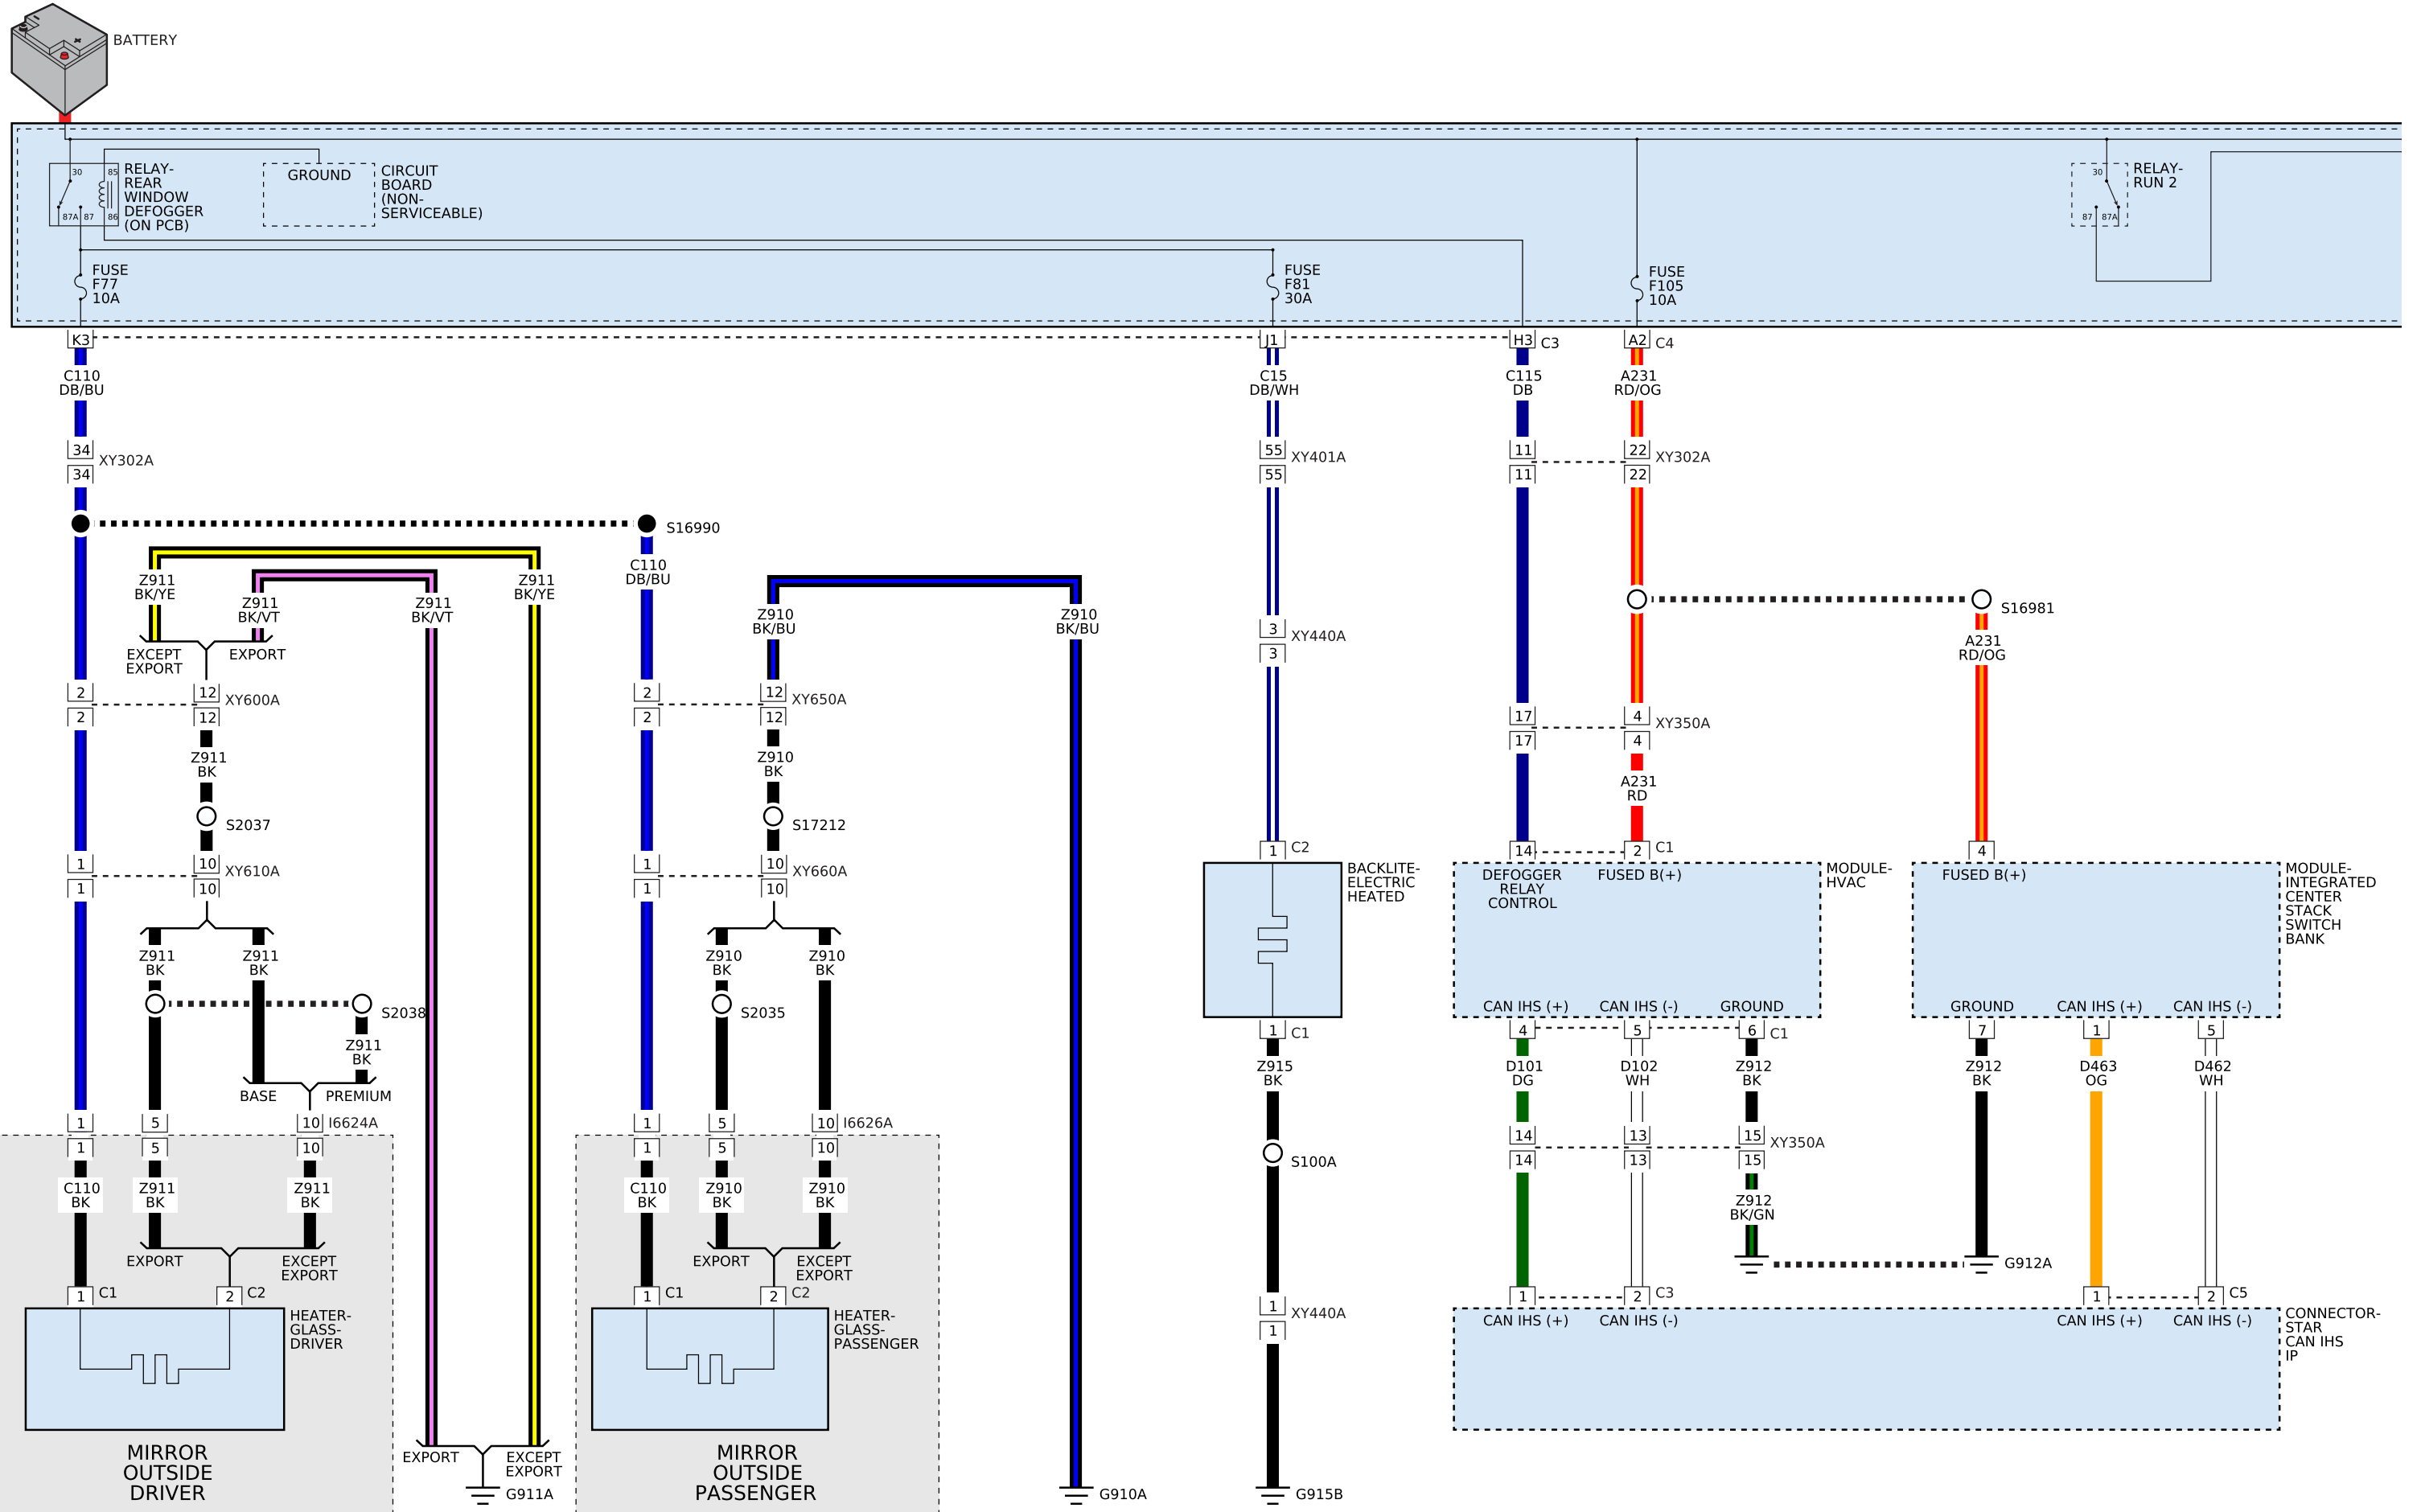 BATTERY
30
85
87A
87
86
RELAY-
REAR
WINDOW
DEFOGGER
(ON PCB)
GROUND
CIRCUIT
BOARD
(NON-
SERVICEABLE)
30
87
87A
RELAY-
RUN 2
FUSE
F77
10A
FUSE
F81
30A
FUSE
F105
10A
K3
J1
H3
C3
A2
C4
C110
DB/BU
C15
DB/WH
C115
DB
A231
RD/OG
34
34
XY302A
55
55
XY401A
11
11
22
22
XY302A
S16990
Z911
BK/YE
Z911
BK/VT
Z911
BK/VT
Z911
BK/YE
C110
DB/BU
Z910
BK/BU
Z910
BK/BU
EXCEPT
EXPORT
EXPORT
3
3
XY440A
S16981
A231
RD/OG
2
2
12
12
XY600A
2
2
12
12
XY650A
17
17
4
4
XY350A
Z911
BK
Z910
BK
A231
RD
S2037
S17212
1
1
10
10
XY610A
1
1
10
10
XY660A
1
C2
14
2
C1
4
BACKLITE-
ELECTRIC
HEATED
DEFOGGER
RELAY
CONTROL
FUSED B(+)
MODULE-
HVAC
FUSED B(+)
MODULE-
INTEGRATED
CENTER
STACK
SWITCH
BANK
Z911
BK
Z911
BK
Z910
BK
Z910
BK
S2038
S2035
Z911
BK
BASE
PREMIUM
CAN IHS (+)
CAN IHS (-)
GROUND
GROUND
CAN IHS (+)
CAN IHS (-)
1
C1
4
5
6
C1
7
1
5
Z915
BK
D101
DG
D102
WH
Z912
BK
Z912
BK
D463
OG
D462
WH
1
1
5
5
10
10
I6624A
1
1
5
5
10
10
I6626A
S100A
14
14
13
13
15
15
XY350A
C110
BK
Z911
BK
Z911
BK
C110
BK
Z910
BK
Z910
BK
Z912
BK/GN
EXPORT
EXCEPT
EXPORT
EXPORT
EXCEPT
EXPORT
G912A
1
C1
2
C2
1
C1
2
C2
1
1
XY440A
1
2
C3
1
2
C5
HEATER-
GLASS-
DRIVER
HEATER-
GLASS-
PASSENGER
CAN IHS (+)
CAN IHS (-)
CAN IHS (+)
CAN IHS (-)
CONNECTOR-
STAR
CAN IHS
IP
MIRROR
OUTSIDE
DRIVER
EXPORT
EXCEPT
EXPORT
MIRROR
OUTSIDE
PASSENGER
G911A
G910A
G915B